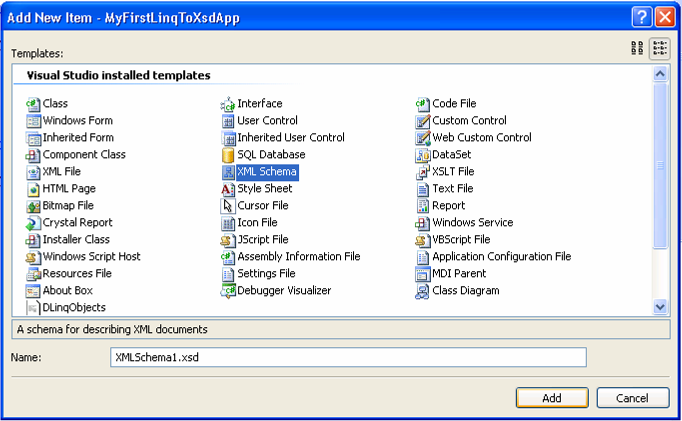 Add New Item - MyFirstLinqToXsdApp
Templates:
Visual Studio installed templates
Class Interface Code File
Windows Form User Control Custom Control
Inherited Form Inherited User Control Web Custom Control
Component Class SQL Database DataSet
XML File XML Schema XSLT File
HTML Page Style Sheet Text File
Bitmap File Cursor File Report
Crystal Report Icon File Windows Service
Installer Class JScript File VBScript File
Windows Script Host Assembly Information File Application Configuration File
Resources File Settings File MDI Parent
About Box Debugger Visualizer Class Diagram
DLinqObjects
A schema for describing XML documents
Name: XMLSchema1.xsd
Add Cancel